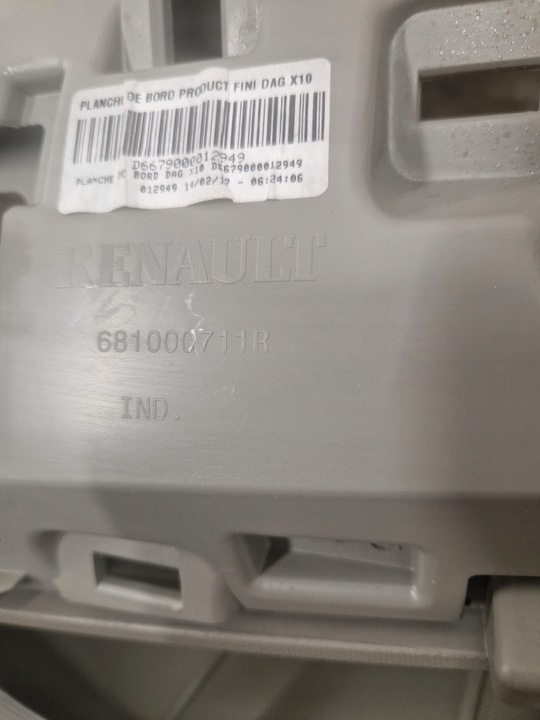 PLANCHE DE BORD PRODUCT FINI DAG X10
D6679000012949
PLANCHE DE BORD DAG X10 D6679000012949
012949 14/02/17 - 06:24:06
RENAULT
681000711R
IND.